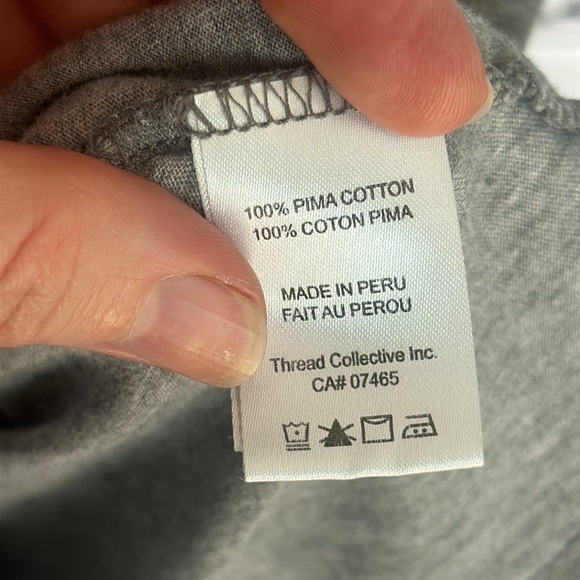 100% PIMA COTTON
100% COTON PIMA
MADE IN PERU
FAIT AU PEROU
Thread Collective Inc.
CA# 07465